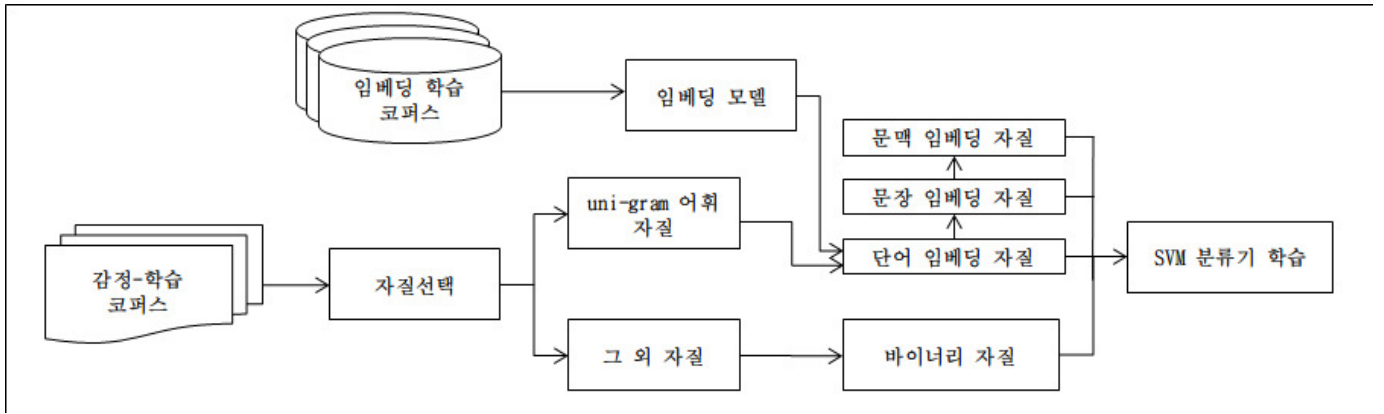 임베딩 학습
코퍼스
임베딩 모델
문맥 임베딩 자질
문장 임베딩 자질
단어 임베딩 자질
uni-gram 어휘
자질
감정-학습
코퍼스
자질선택
그 외 자질
바이너리 자질
SVM 분류기 학습